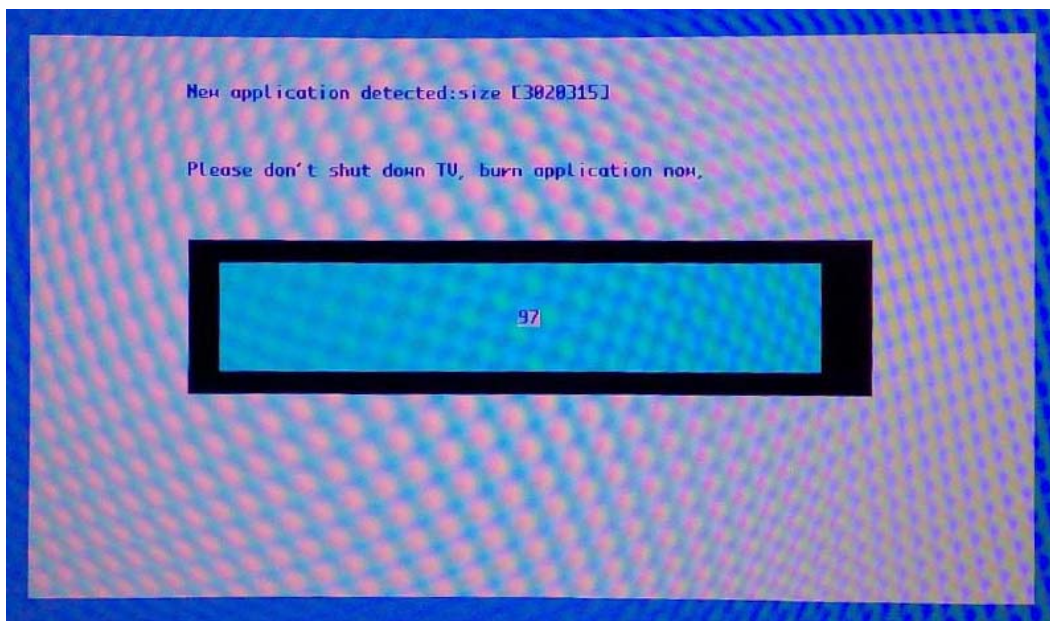 New application detected:size [3020315]
Please don't shut down TV, burn application now,
97